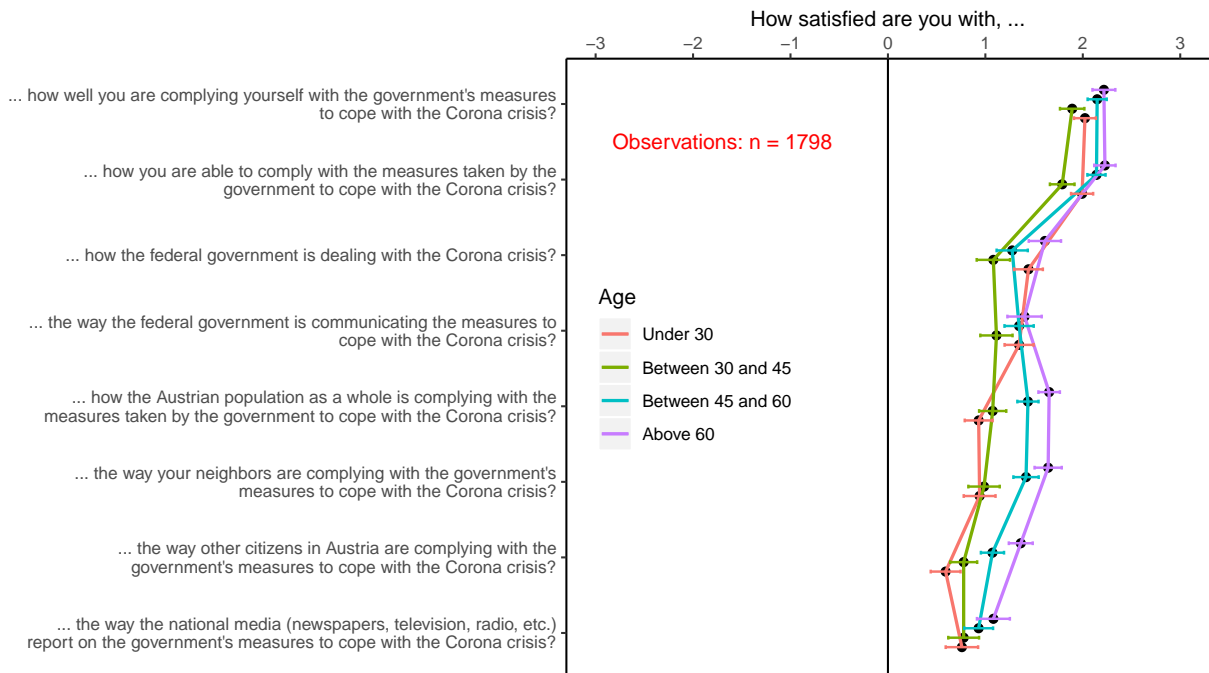 How satisfied are you with, ...
−3 −2 −1 0 1 2 3
... how well you are complying yourself with the government's measures
to cope with the Corona crisis?
Observations: n = 1798
... how you are able to comply with the measures taken by the
government to cope with the Corona crisis?
... how the federal government is dealing with the Corona crisis?
... the way the federal government is communicating the measures to
cope with the Corona crisis?
... how the Austrian population as a whole is complying with the
measures taken by the government to cope with the Corona crisis?
... the way your neighbors are complying with the government's
measures to cope with the Corona crisis?
... the way other citizens in Austria are complying with the
government's measures to cope with the Corona crisis?
... the way the national media (newspapers, television, radio, etc.)
report on the government's measures to cope with the Corona crisis?
Age
Under 30
Between 30 and 45
Between 45 and 60
Above 60